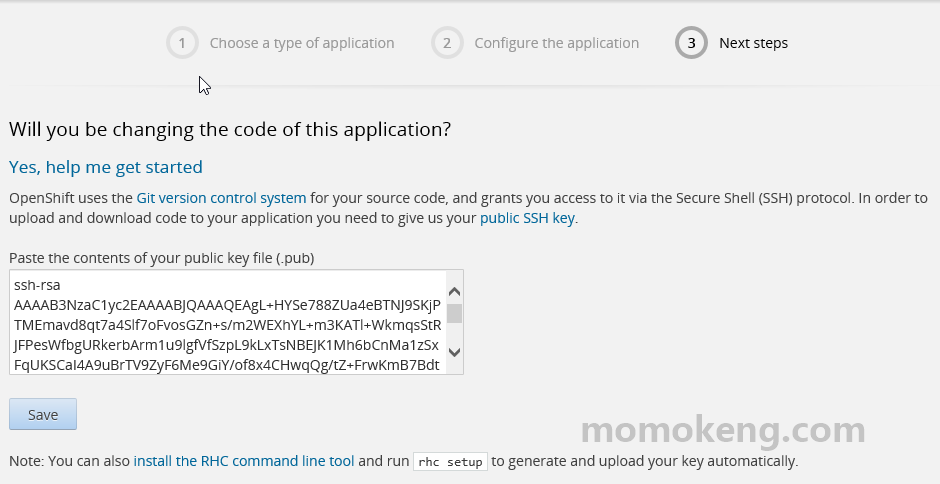 1 Choose a type of application 2 Configure the application 3 Next steps
Will you be changing the code of this application?
Yes, help me get started
OpenShift uses the Git version control system for your source code, and grants you access to it via the Secure Shell (SSH) protocol. In order to
upload and download code to your application you need to give us your public SSH key.
Paste the contents of your public key file (.pub)
ssh-rsa
AAAAB3NzaC1yc2EAAAABJQAAAQEAgL+HYSe788ZUa4eBTNJ9SKjP
TMEmavd8qt7a4Slf7oFvosGZn+s/m2WEXhYL+m3KATl+WkmqsStR
JFPesWfbgURkerbArm1u9lgfVfSzpL9kLxTsNBEJK1Mh6bCnMa1zSx
FqUKSCaI4A9uBrTV9ZyF6Me9GiY/of8x4CHwqQg/tZ+FrwKmB7Bdt
Save
momokeng.com
Note: You can also install the RHC command line tool and run rhc setup to generate and upload your key automatically.